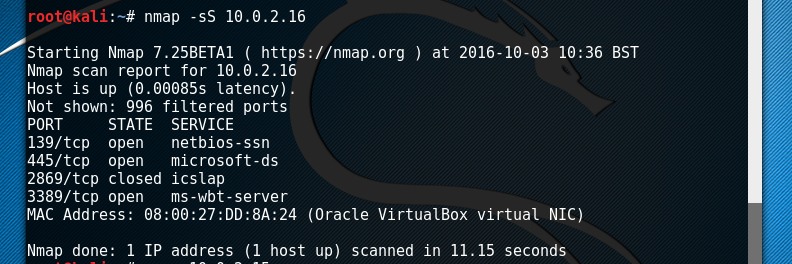 root@kali:~# nmap -sS 10.0.2.16
Starting Nmap 7.25BETA1 ( https://nmap.org ) at 2016-10-03 10:36 BST
Nmap scan report for 10.0.2.16
Host is up (0.00085s latency).
Not shown: 996 filtered ports
PORT     STATE  SERVICE
139/tcp  open   netbios-ssn
445/tcp  open   microsoft-ds
2869/tcp closed icslap
3389/tcp open   ms-wbt-server
MAC Address: 08:00:27:DD:8A:24 (Oracle VirtualBox virtual NIC)
Nmap done: 1 IP address (1 host up) scanned in 11.15 seconds